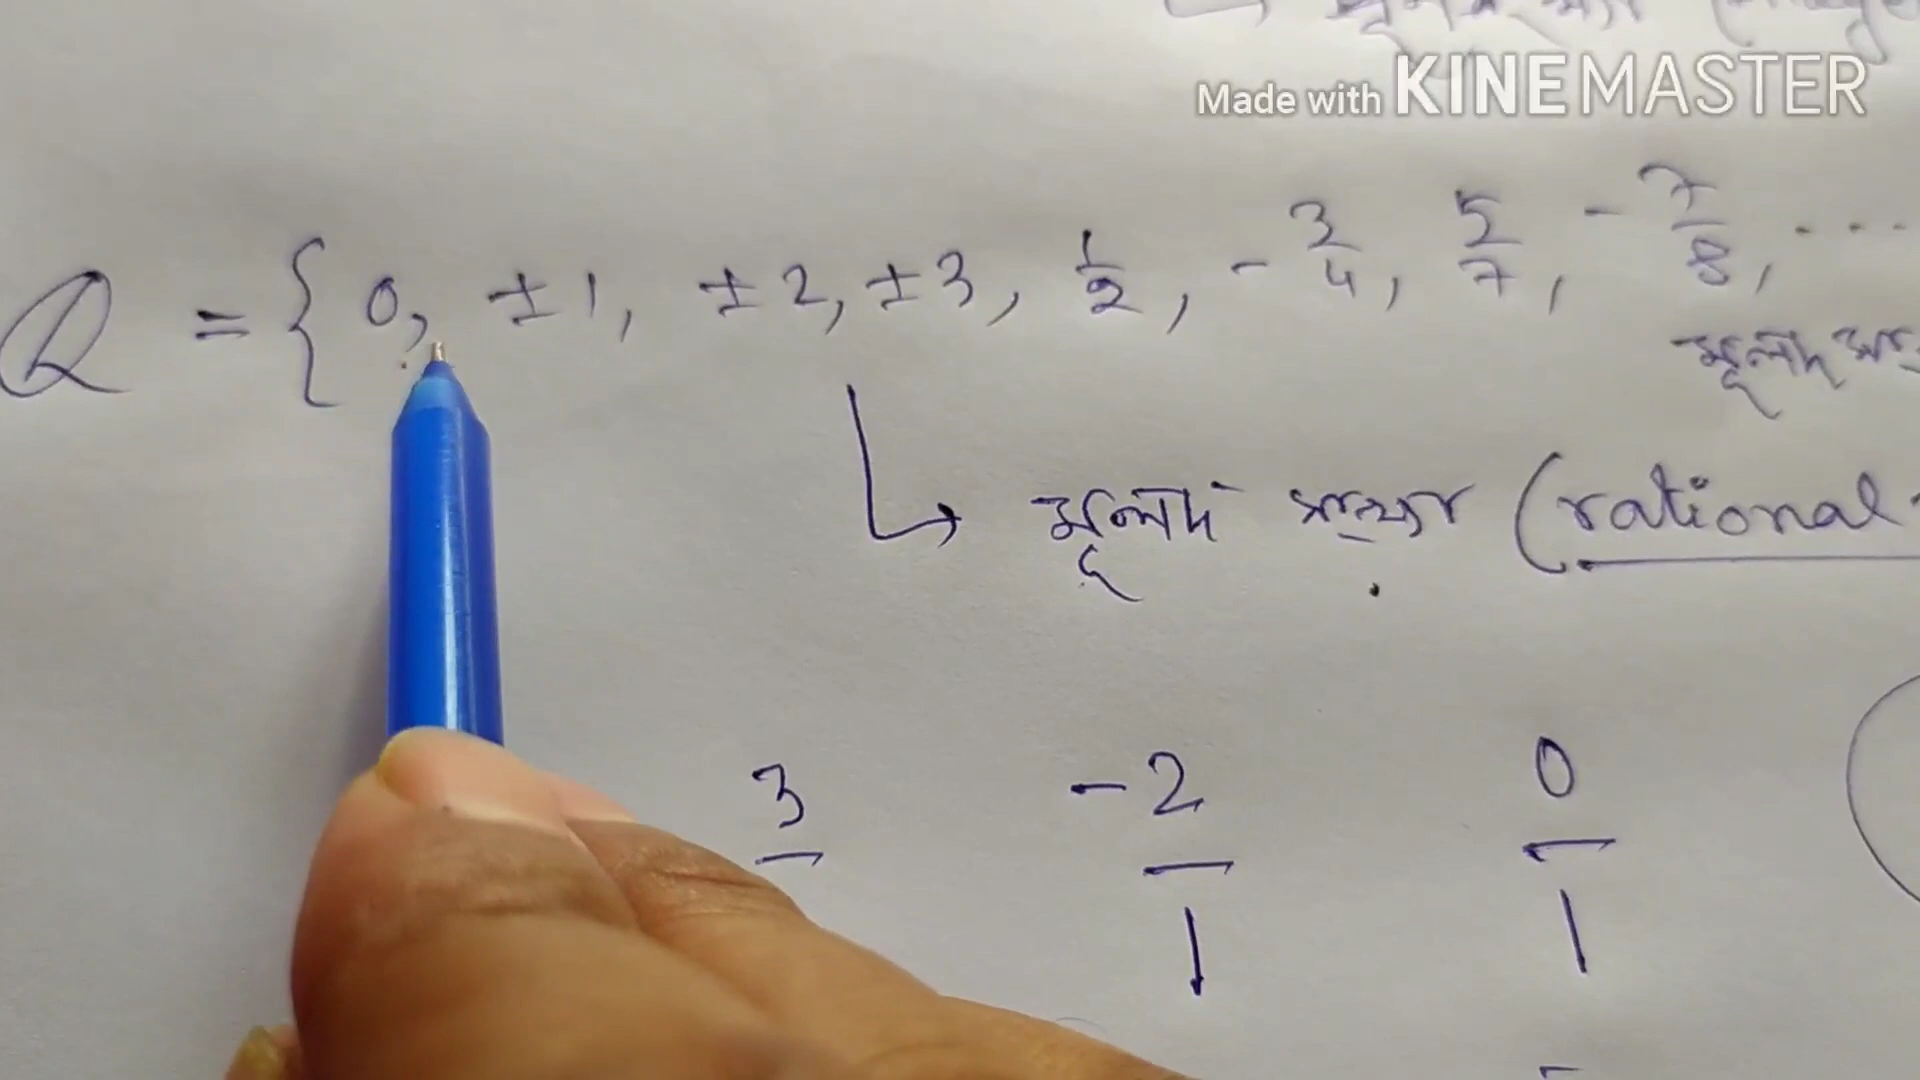 Made with KINEMASTER
Q = { 0, ±1, ±2, ±3, 1/2, -3/4, 5/7, -7/8, ....
মূলদ
মূলদ সংখ্যা (rational
3 -2/1 0/1